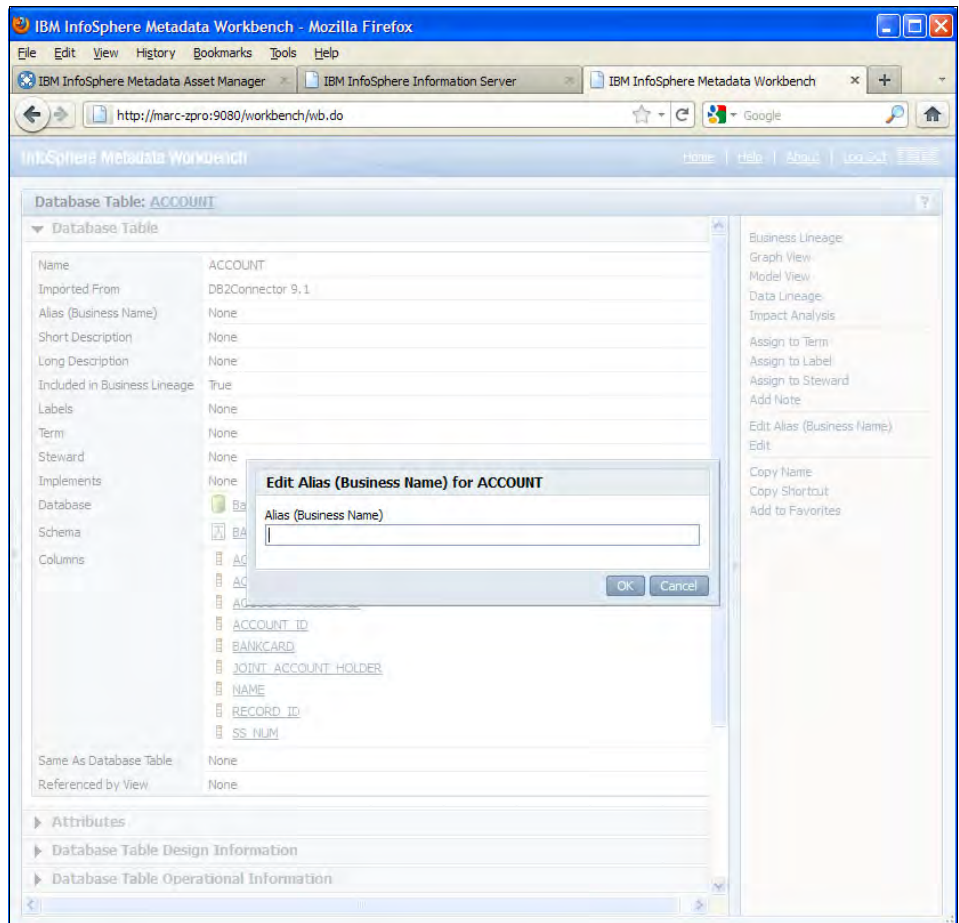 IBM InfoSphere Metadata Workbench - Mozilla Firefox
File Edit View History Bookmarks Tools Help
IBM InfoSphere Metadata Asset Manager × IBM InfoSphere Information Server × IBM InfoSphere Metadata Workbench × +
http://marc-zpro:9080/workbench/wb.do Google
InfoSphere Metadata Workbench Home | Help | About | Log Out
Database Table: ACCOUNT ?
Database Table
Name ACCOUNT
Imported From DB2Connector 9.1
Alias (Business Name) None
Short Description None
Long Description None
Included in Business Lineage True
Labels None
Term None
Steward None
Implements None
Database Ba
Schema BA
Columns AC
AC
ACCOUNT_ID
BANKCARD
JOINT_ACCOUNT_HOLDER
NAME
RECORD_ID
SS_NUM
Same As Database Table None
Referenced by View None
Attributes
Database Table Design Information
Database Table Operational Information
Edit Alias (Business Name) for ACCOUNT
Alias (Business Name)
OK Cancel
Business Lineage
Graph View
Model View
Data Lineage
Impact Analysis
Assign to Term
Assign to Label
Assign to Steward
Add Note
Edit Alias (Business Name)
Edit
Copy Name
Copy Shortcut
Add to Favorites